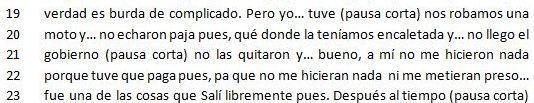 19 verdad es burda de complicado. Pero yo... tuve (pausa corta) nos robamos una
20 moto y... no echaron paja pues, qué donde la teníamos encaletada y... no llego el
21 gobierno (pausa corta) no las quitaron y... bueno, a mí no me hicieron nada
22 porque tuve que paga pues, pa que no me hicieran nada ni me metieran preso...
23 fue una de las cosas que Salí libremente pues. Después al tiempo (pausa corta)